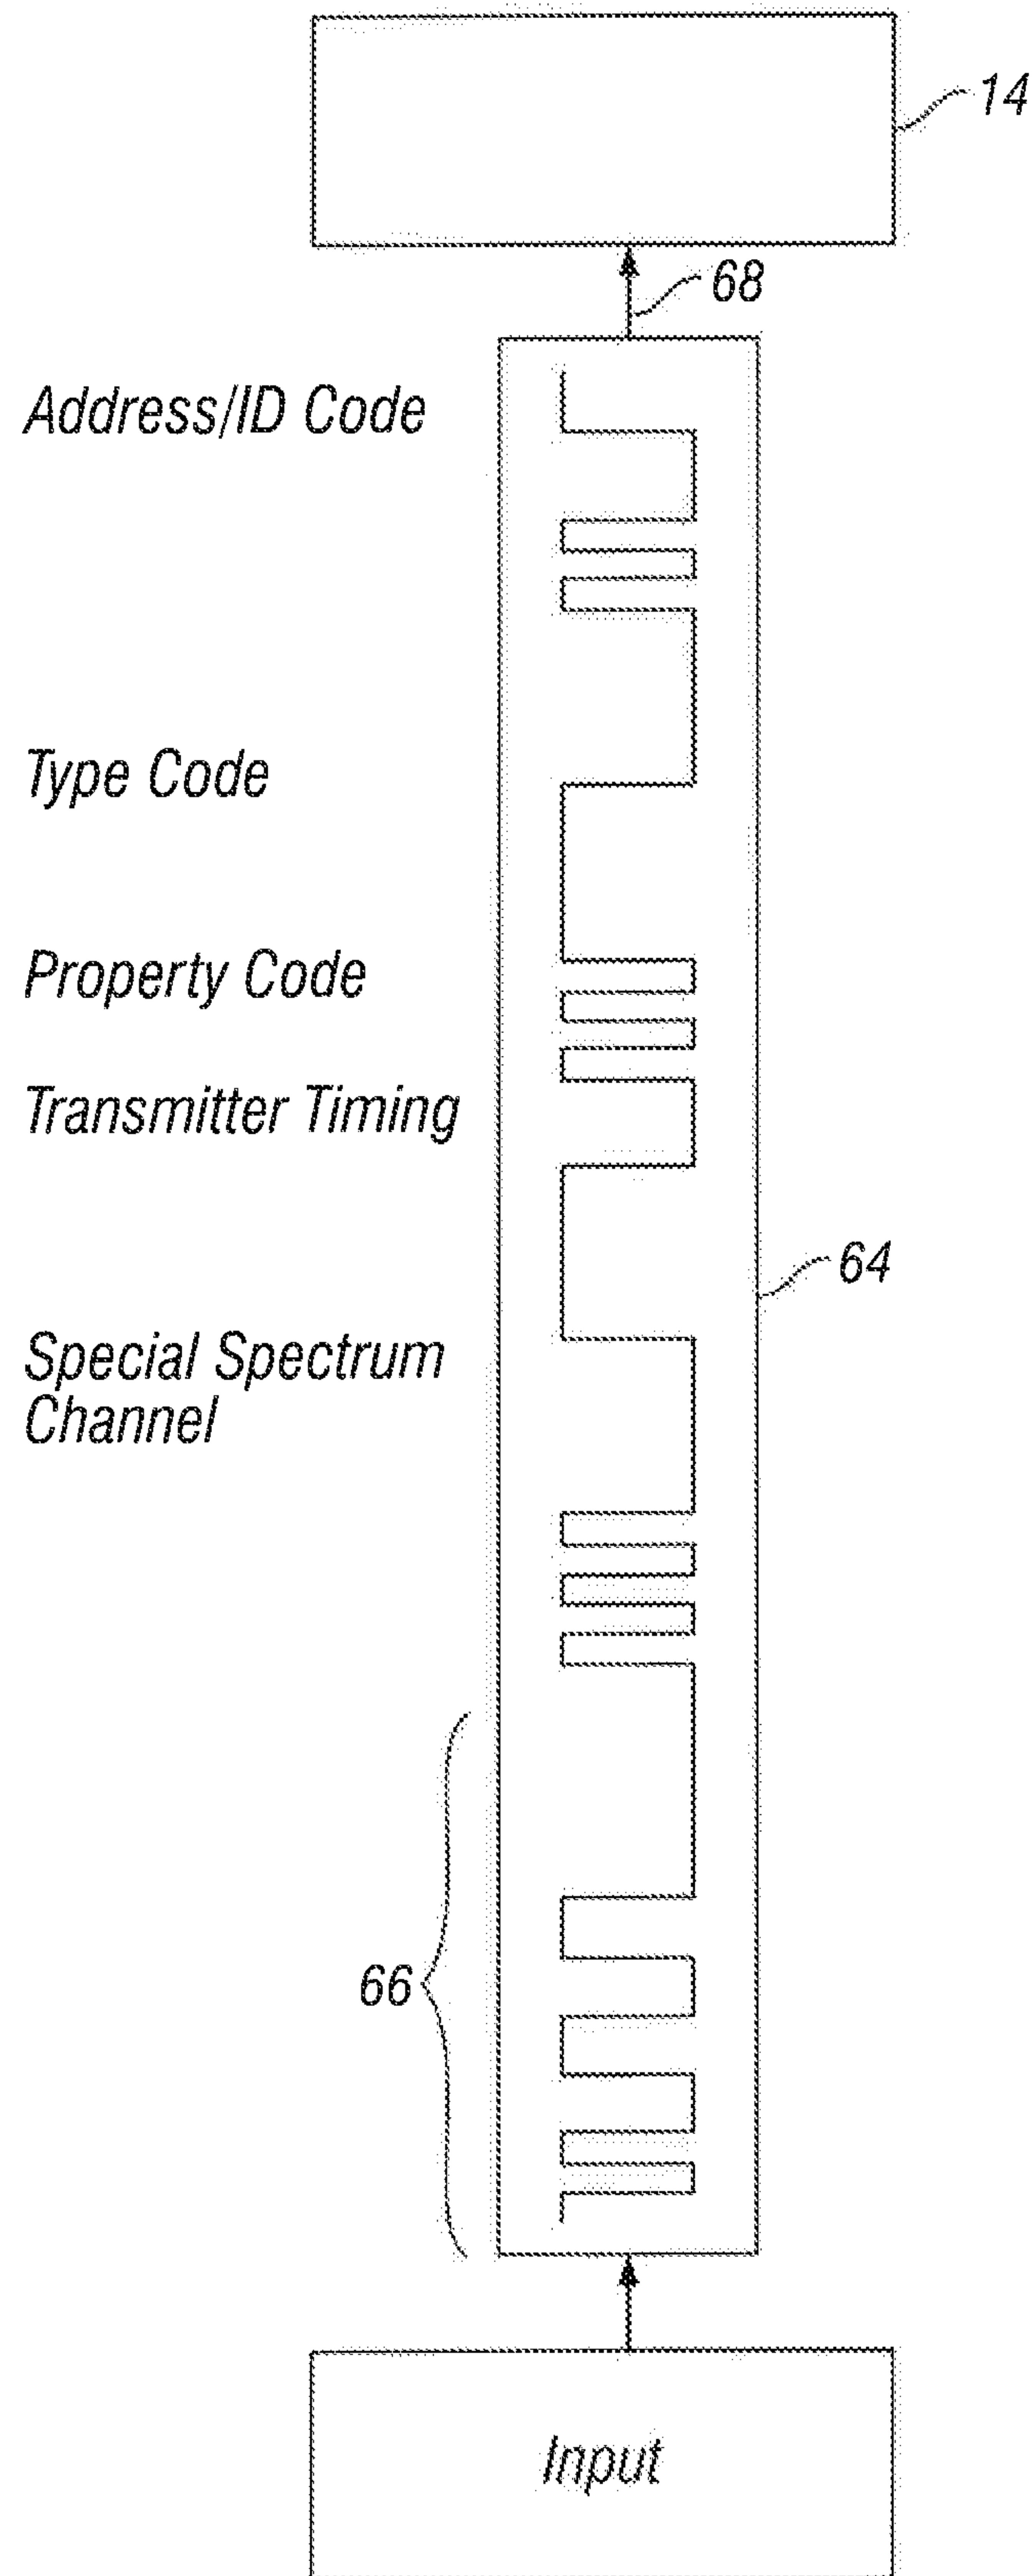 14
68
Address/ID Code
Type Code
Property Code
Transmitter Timing
64
Special Spectrum
Channel
66
Input